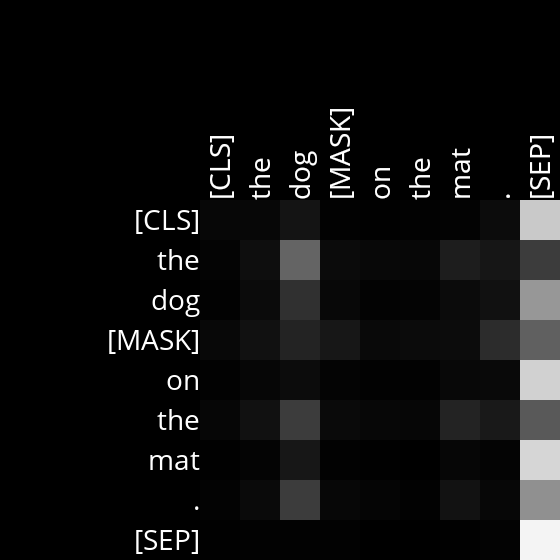 [CLS]
the
dog
[MASK]
on
the
mat
.
[SEP]
[CLS]
the
dog
[MASK]
on
the
mat
.
[SEP]